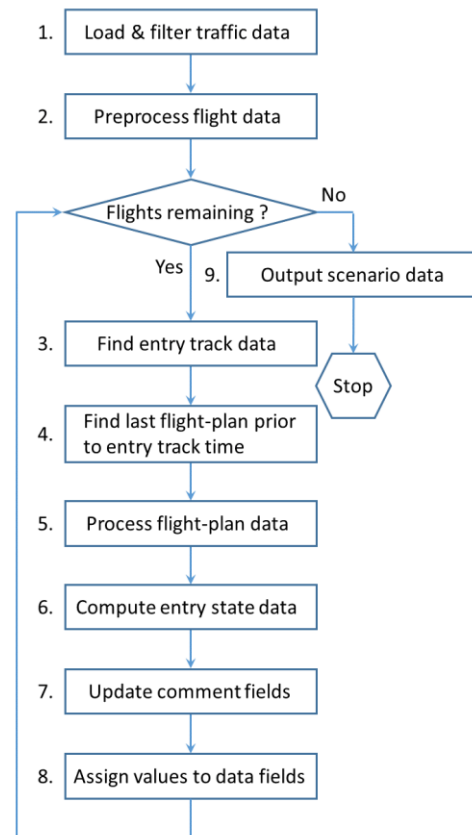 1. Load & filter traffic data
2. Preprocess flight data
Flights remaining ?
No
Yes
9. Output scenario data
3. Find entry track data
Stop
4. Find last flight-plan prior
to entry track time
5. Process flight-plan data
6. Compute entry state data
7. Update comment fields
8. Assign values to data fields